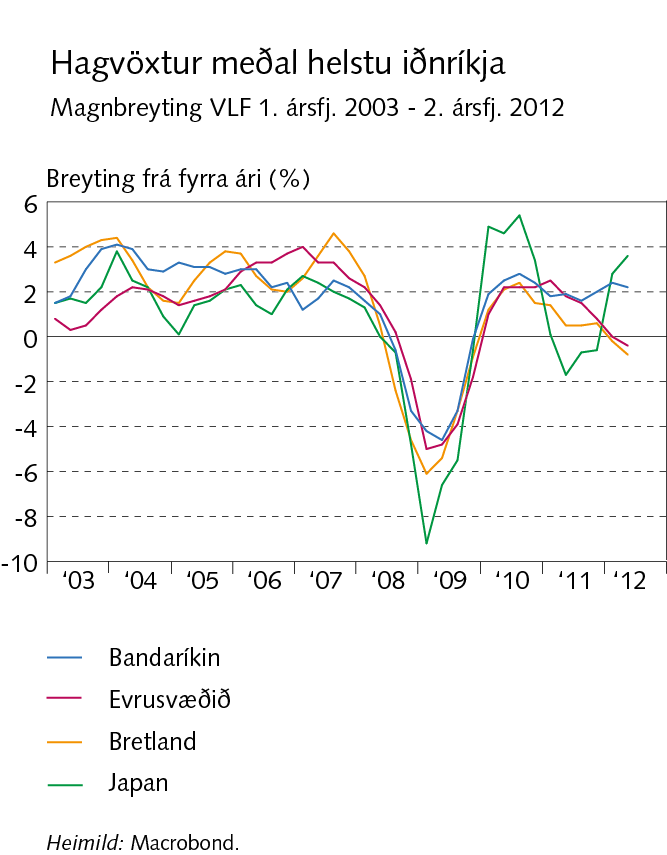 Hagvöxtur meðal helstu iðnríkja
Magnbreyting VLF 1. ársfj. 2003 - 2. ársfj. 2012
Breyting frá fyrra ári (%)
6
4
2
0
-2
-4
-6
-8
-10
‘03 ‘04 ‘05 ‘06 ‘07 ‘08 ‘09 ‘10 ‘11 ‘12
Bandaríkin
Evrusvæðið
Bretland
Japan
Heimild: Macrobond.